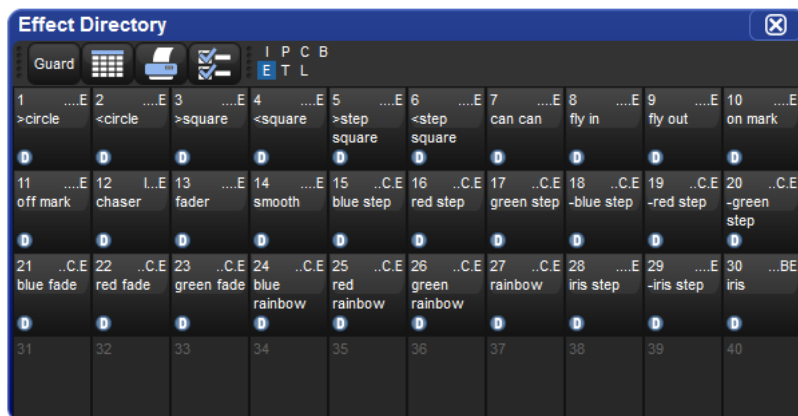 Effect Directory
Guard
I P C B
E T L
1 ....E 2 ....E 3 ....E 4 ....E 5 ....E 6 ....E 7 ....E 8 ....E 9 ....E 10 ....E
>circle <circle >square <square >step square <step square can can fly in fly out on mark
D D D D D D D D D D
11 ....E 12 I...E 13 ....E 14 ....E 15 ..C.E 16 ..C.E 17 ..C.E 18 ..C.E 19 ..C.E 20 ..C.E
off mark chaser fader smooth blue step red step green step -blue step -red step -green step
D D D D D D D D D D
21 ..C.E 22 ..C.E 23 ..C.E 24 ..C.E 25 ..C.E 26 ..C.E 27 ..C.E 28 ....E 29 ....E 30 ...BE
blue fade red fade green fade blue rainbow red rainbow green rainbow rainbow iris step -iris step iris
D D D D D D D D D D
31 32 33 34 35 36 37 38 39 40